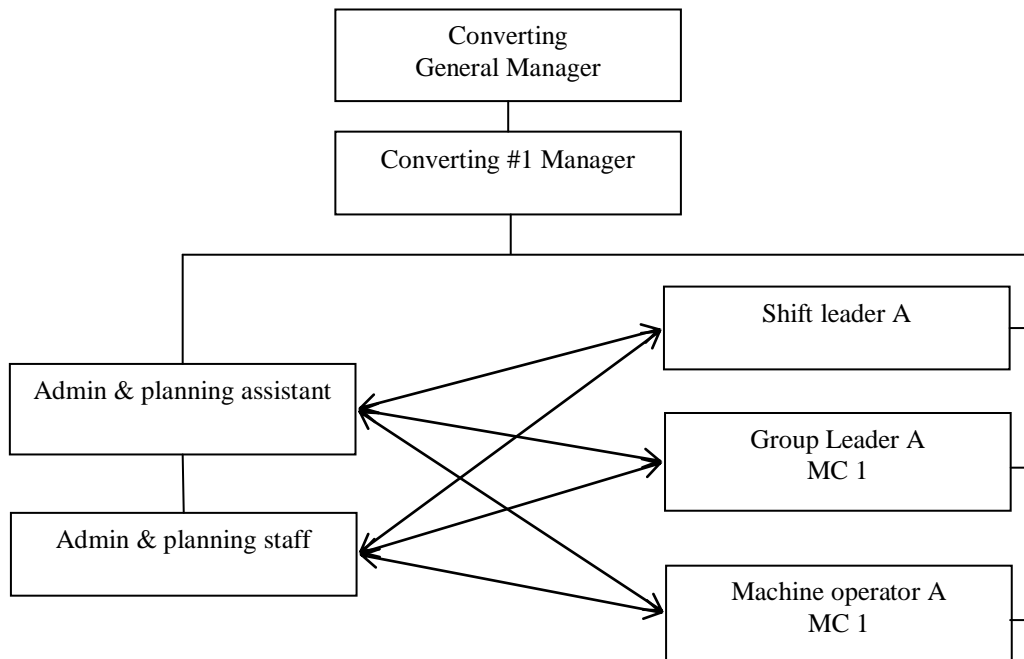 Converting
General Manager
Converting #1 Manager
Shift leader A
Admin & planning assistant
Group Leader A
MC 1
Admin & planning staff
Machine operator A
MC 1